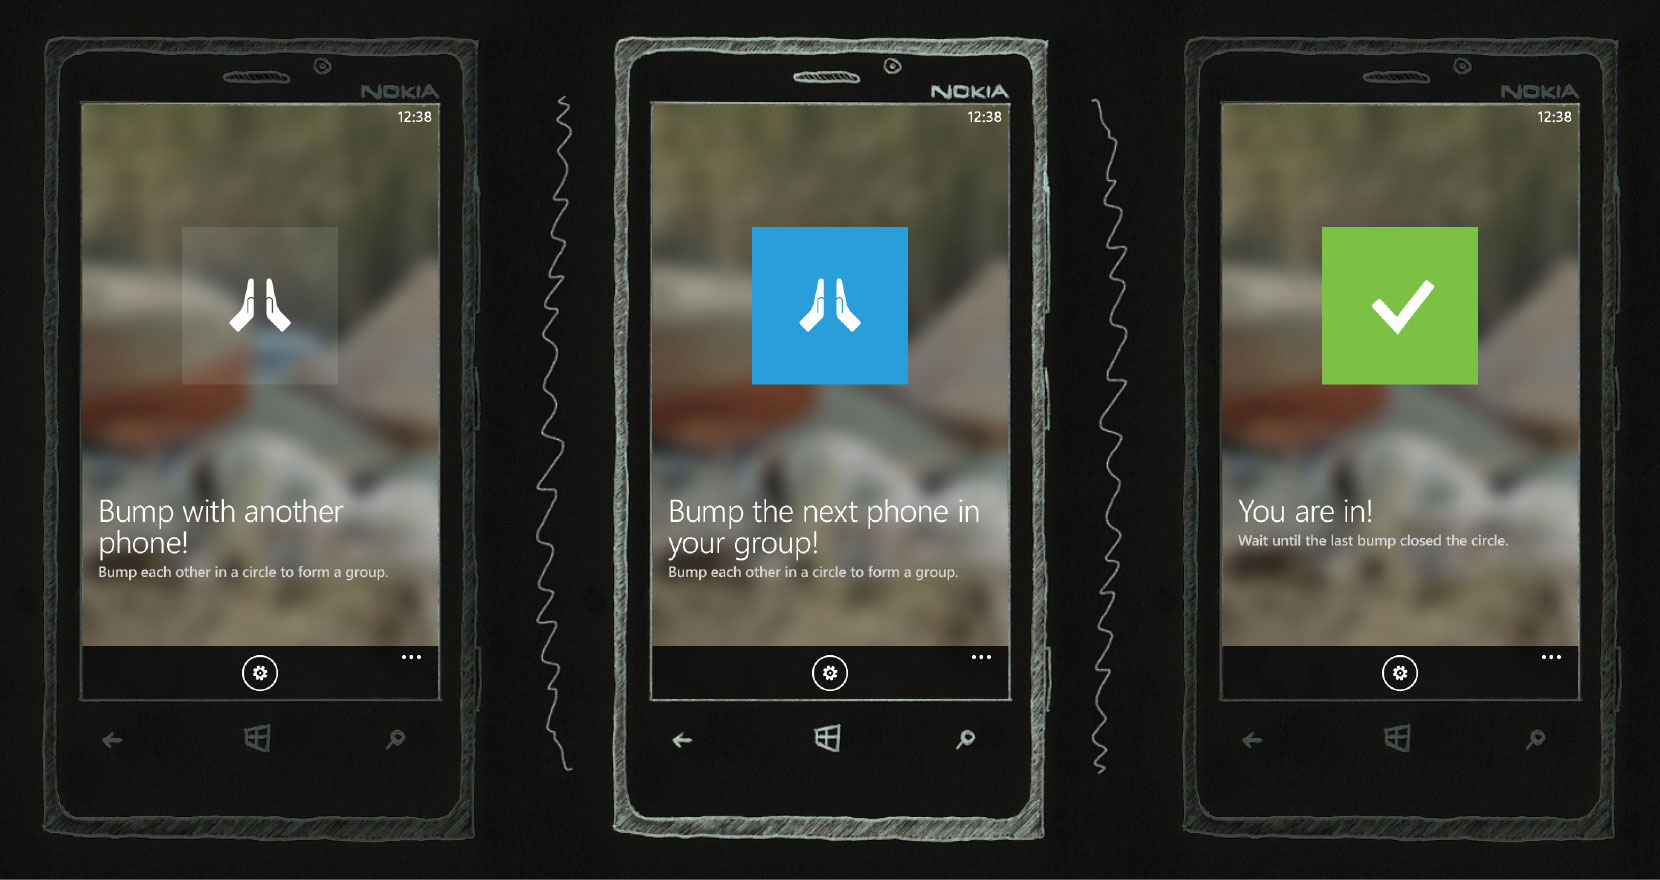 NOKIA
12:38
Bump with another
phone!
Bump each other in a circle to form a group.
NOKIA
12:38
Bump the next phone in
your group!
Bump each other in a circle to form a group.
NOKIA
12:38
You are in!
Wait until the last bump closed the circle.